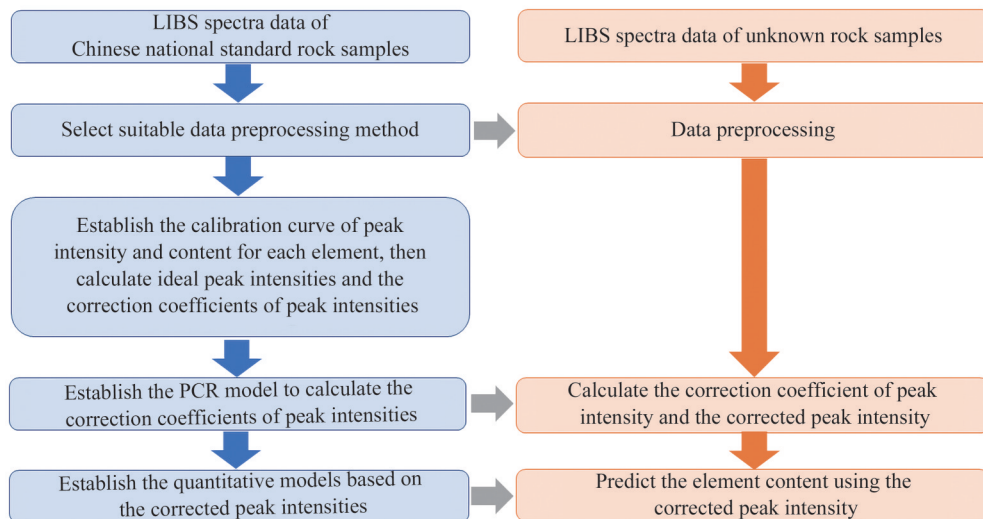 LIBS spectra data of
Chinese national standard rock samples
LIBS spectra data of unknown rock samples
Select suitable data preprocessing method
Data preprocessing
Establish the calibration curve of peak
intensity and content for each element, then
calculate ideal peak intensities and the
correction coefficients of peak intensities
Establish the PCR model to calculate the
correction coefficients of peak intensities
Calculate the correction coefficient of peak
intensity and the corrected peak intensity
Establish the quantitative models based on
the corrected peak intensities
Predict the element content using the
corrected peak intensity